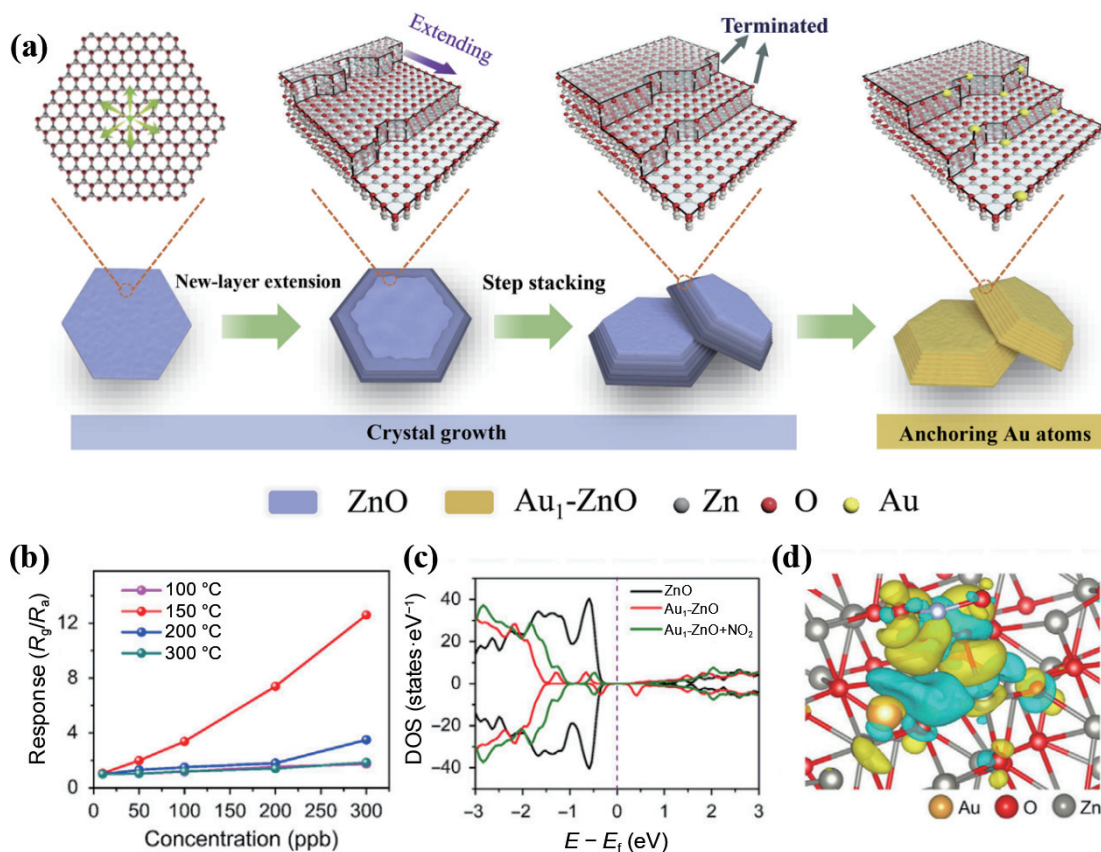 (a)
Extending
Terminated
New-layer extension
Step stacking
Crystal growth
Anchoring Au atoms
ZnO
Au₁-ZnO
Zn
O
Au
(b)
100 °C
150 °C
200 °C
300 °C
12
8
4
0
Response (Rg/Ra)
0 50 100 150 200 250 300
Concentration (ppb)
(c)
ZnO
Au₁-ZnO
Au₁-ZnO+NO₂
40
20
0
−20
−40
DOS (states·eV⁻¹)
−3 −2 −1 0 1 2 3
E − Ef (eV)
(d)
Au O Zn